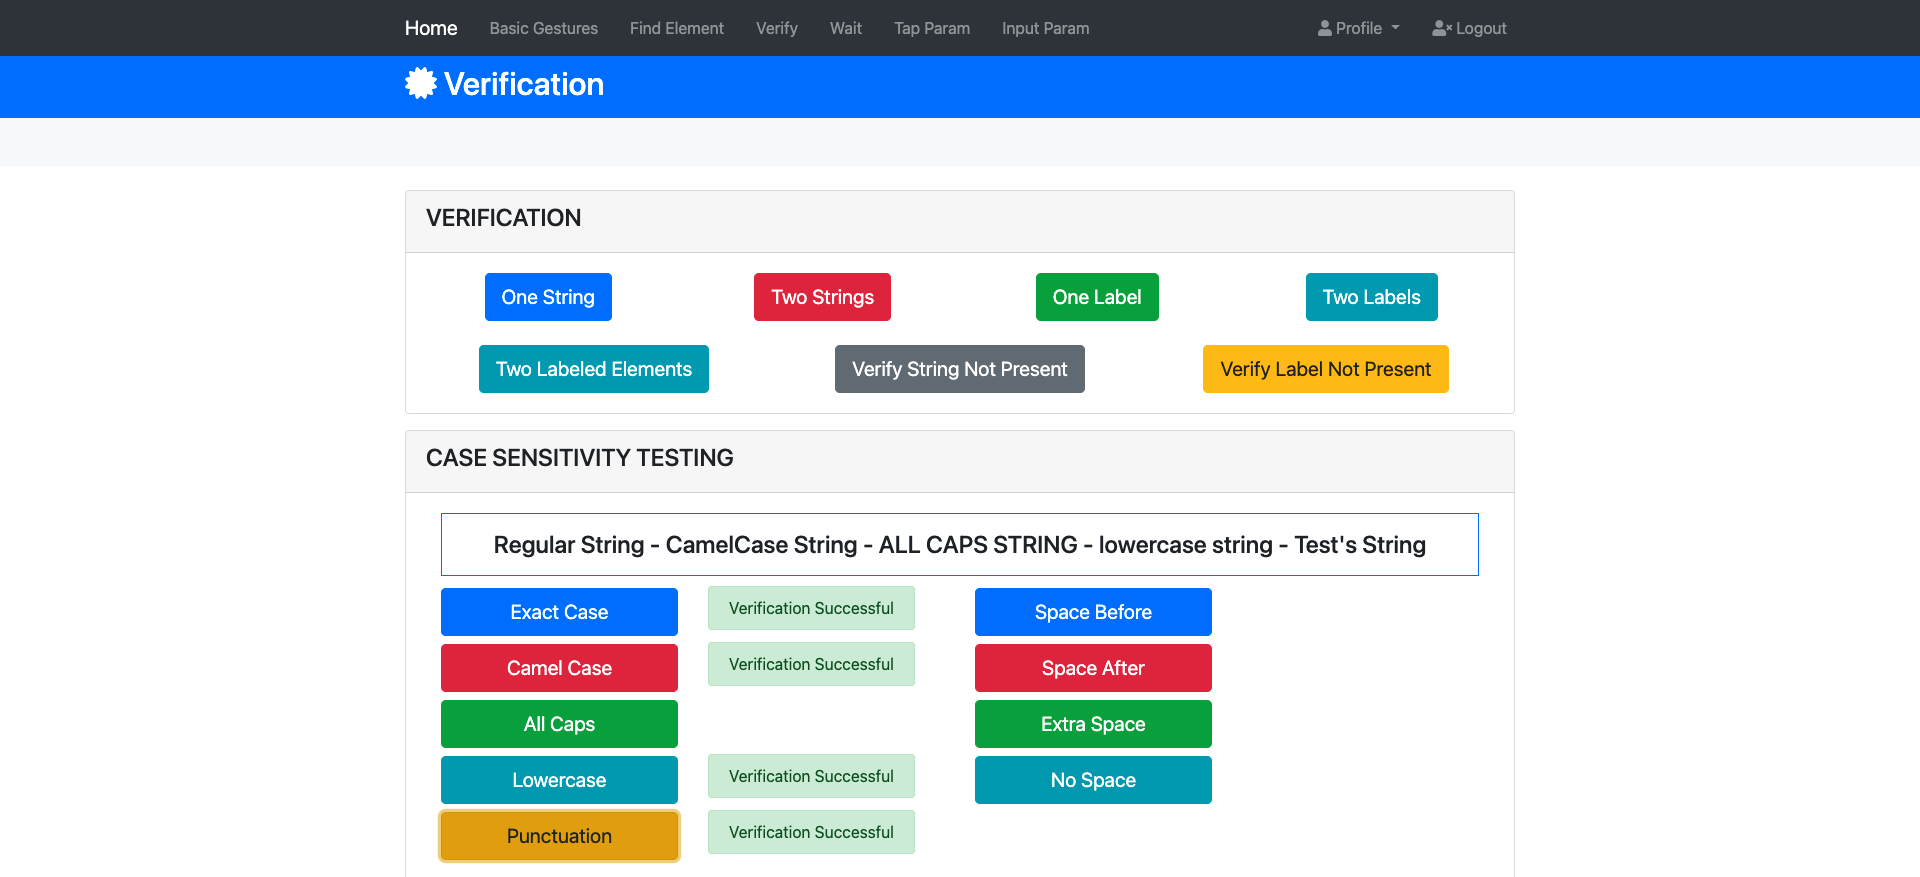 Home Basic Gestures Find Element Verify Wait Tap Param Input Param Profile Logout
Verification
VERIFICATION
One String Two Strings One Label Two Labels
Two Labeled Elements Verify String Not Present Verify Label Not Present
CASE SENSITIVITY TESTING
Regular String - CamelCase String - ALL CAPS STRING - lowercase string - Test's String
Exact Case Verification Successful Space Before
Camel Case Verification Successful Space After
All Caps Extra Space
Lowercase Verification Successful No Space
Punctuation Verification Successful